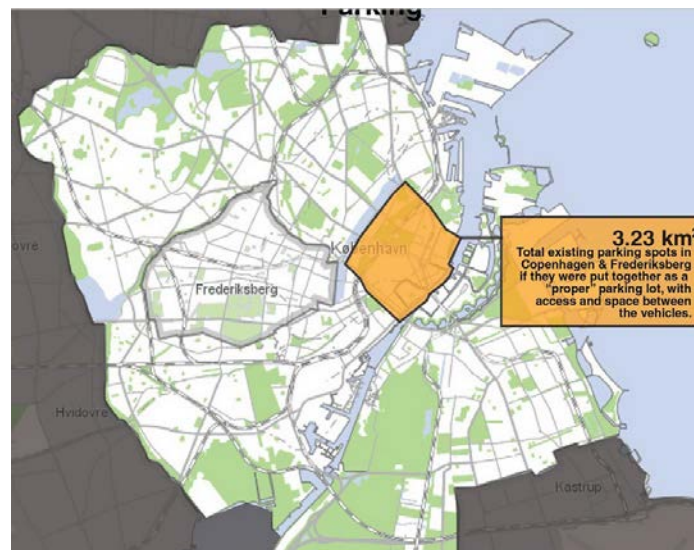 Parking
København
3.23 km²
Total existing parking spots in
Copenhagen & Frederiksberg
if they were put together as a
"proper" parking lot, with
access and space between
the vehicles.
Frederiksberg
Hvidovre
Kastrup